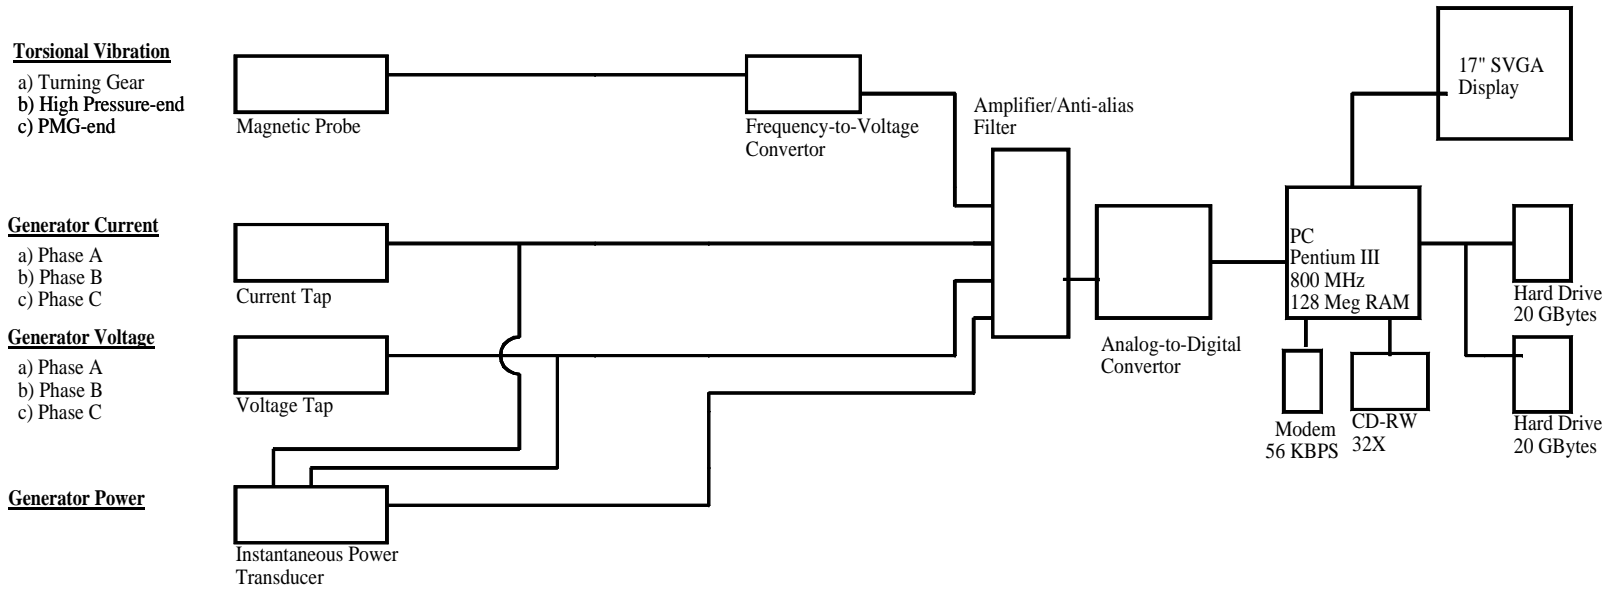 Torsional Vibration
a) Turning Gear
b) High Pressure-end
c) PMG-end
Magnetic Probe
Frequency-to-Voltage
Convertor
Amplifier/Anti-alias
Filter
17" SVGA
Display
Generator Current
a) Phase A
b) Phase B
c) Phase C
Current Tap
Generator Voltage
a) Phase A
b) Phase B
c) Phase C
Voltage Tap
Generator Power
Instantaneous Power
Transducer
Analog-to-Digital
Convertor
PC
Pentium III
800 MHz
128 Meg RAM
Hard Drive
20 GBytes
Modem
56 KBPS
CD-RW
32X
Hard Drive
20 GBytes